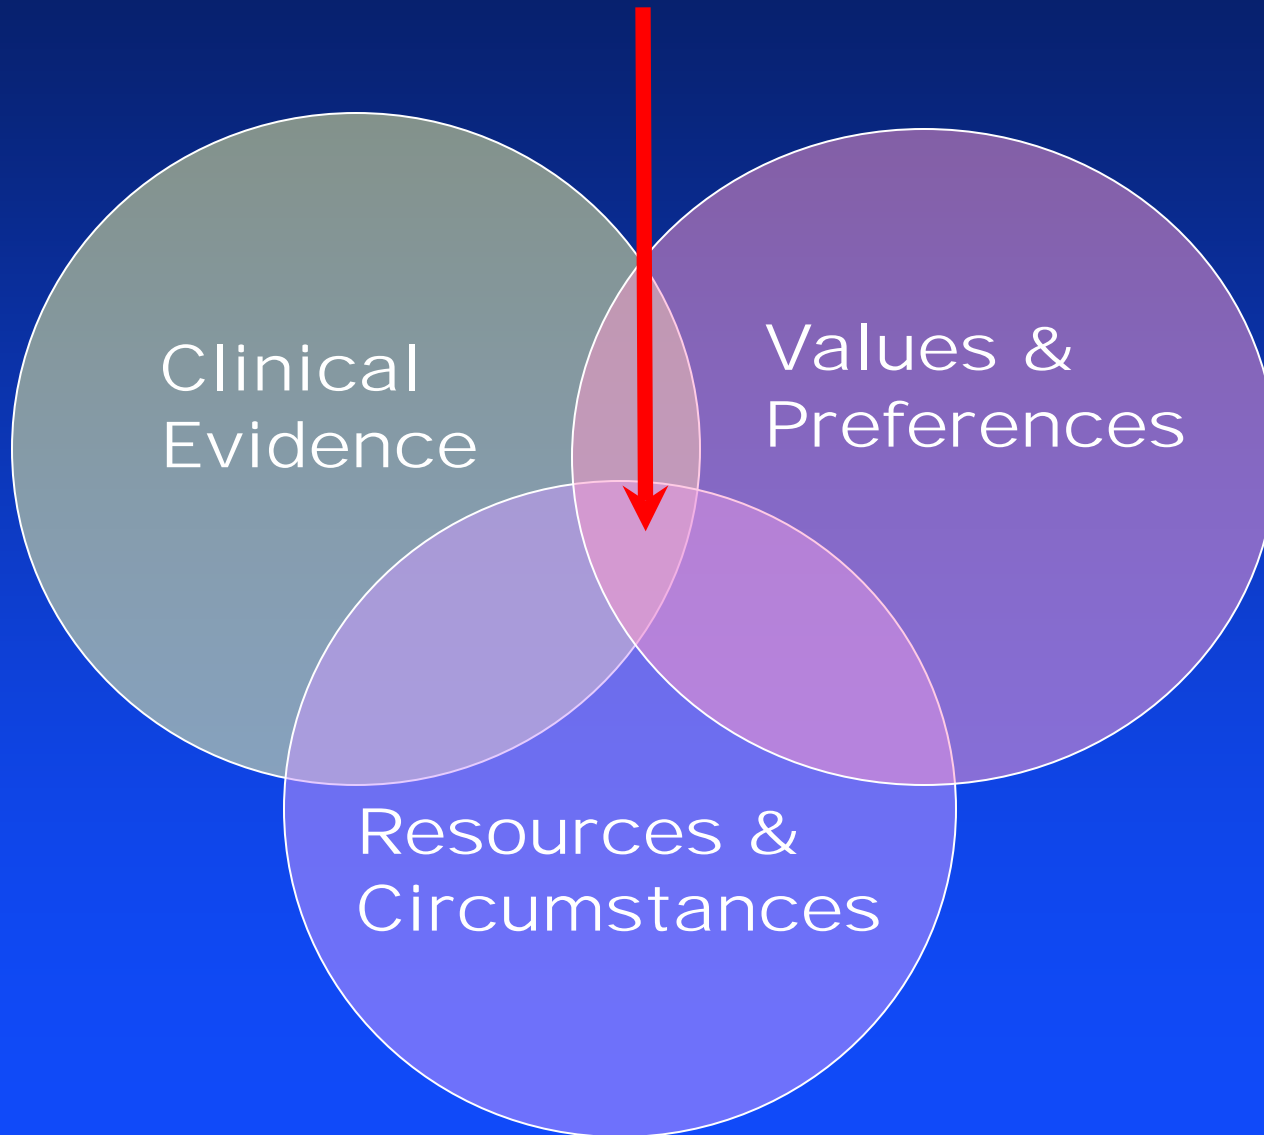 Clinical
Evidence
Values &
Preferences
Resources &
Circumstances